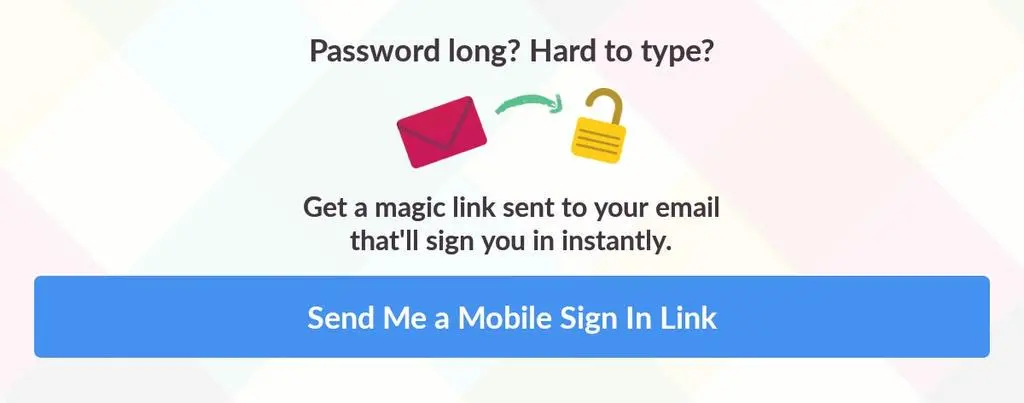 Password long? Hard to type?
Get a magic link sent to your email
that'll sign you in instantly.
Send Me a Mobile Sign In Link